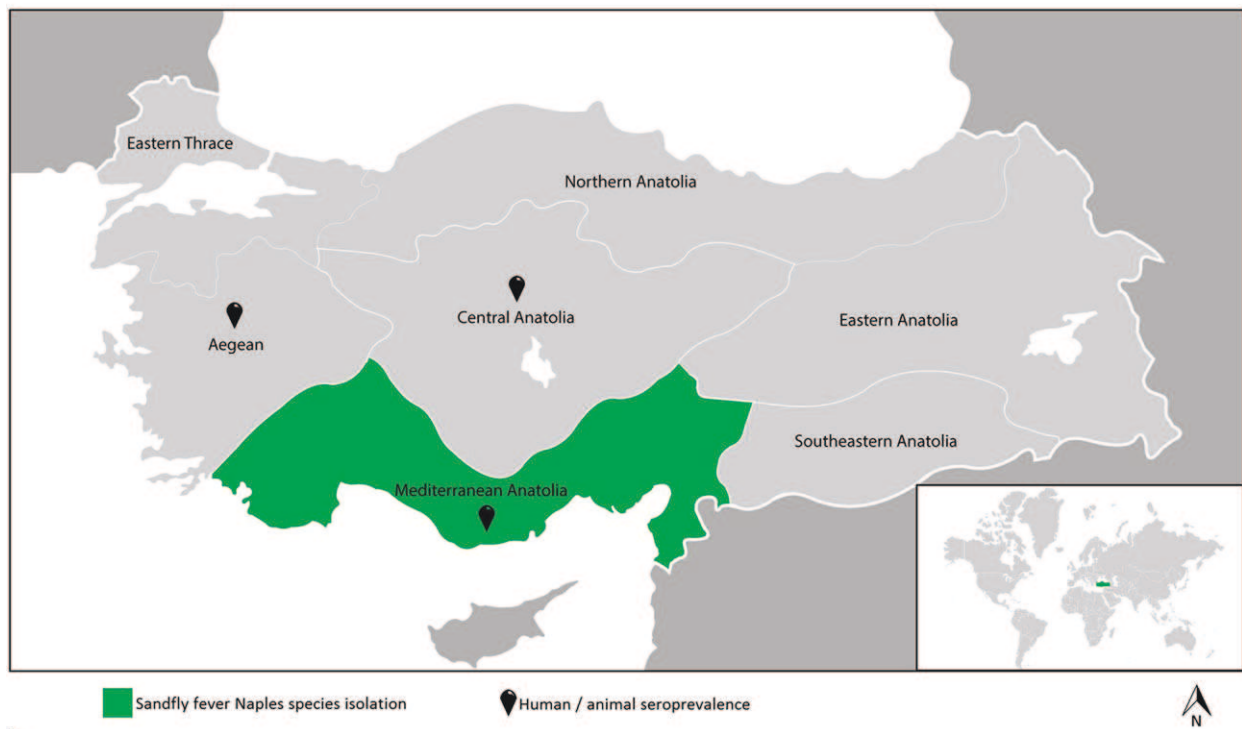 Eastern Thrace
Northern Anatolia
Central Anatolia
Eastern Anatolia
Aegean
Southeastern Anatolia
Mediterranean Anatolia
Sandfly fever Naples species isolation
Human / animal seroprevalence
N